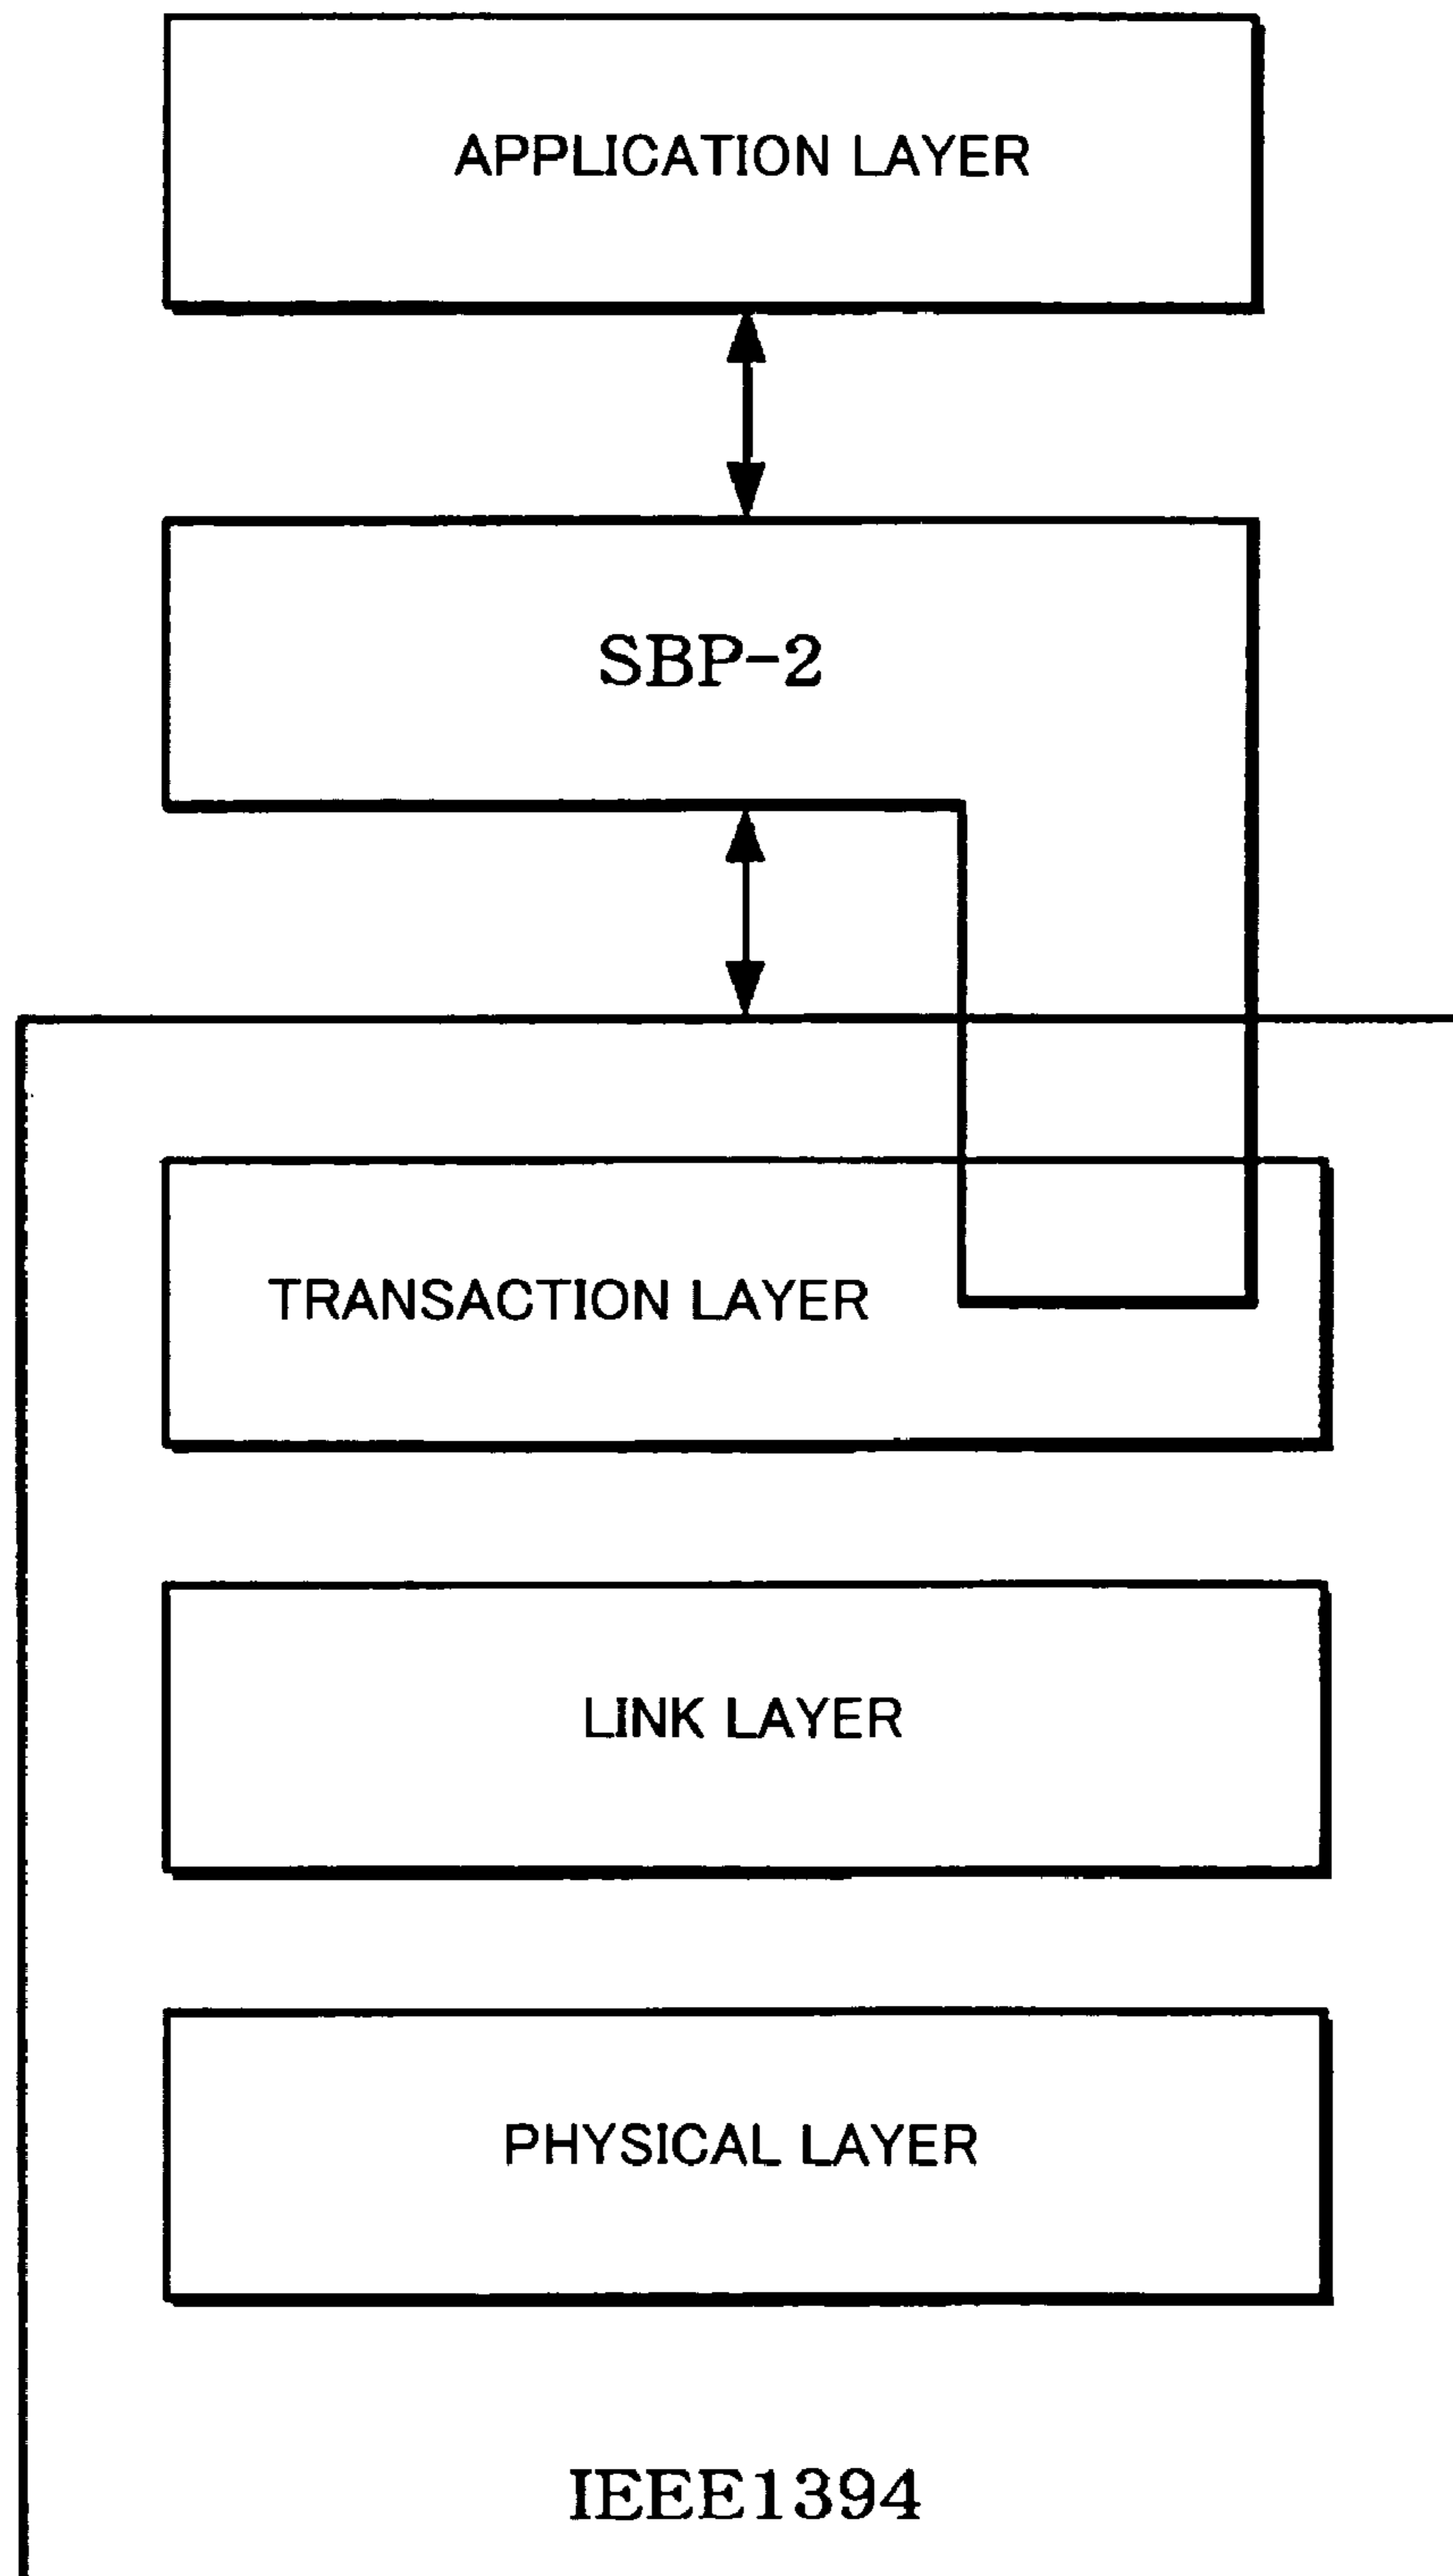 APPLICATION LAYER
SBP-2
TRANSACTION LAYER
LINK LAYER
PHYSICAL LAYER
IEEE1394